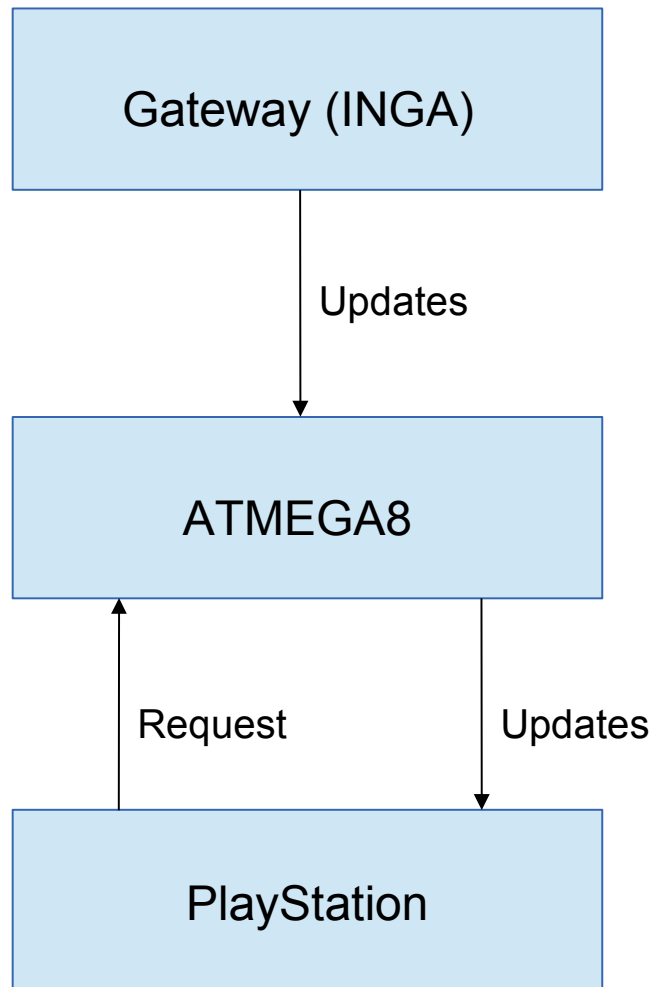 Gateway (INGA)
Updates
ATMEGA8
Request
Updates
PlayStation